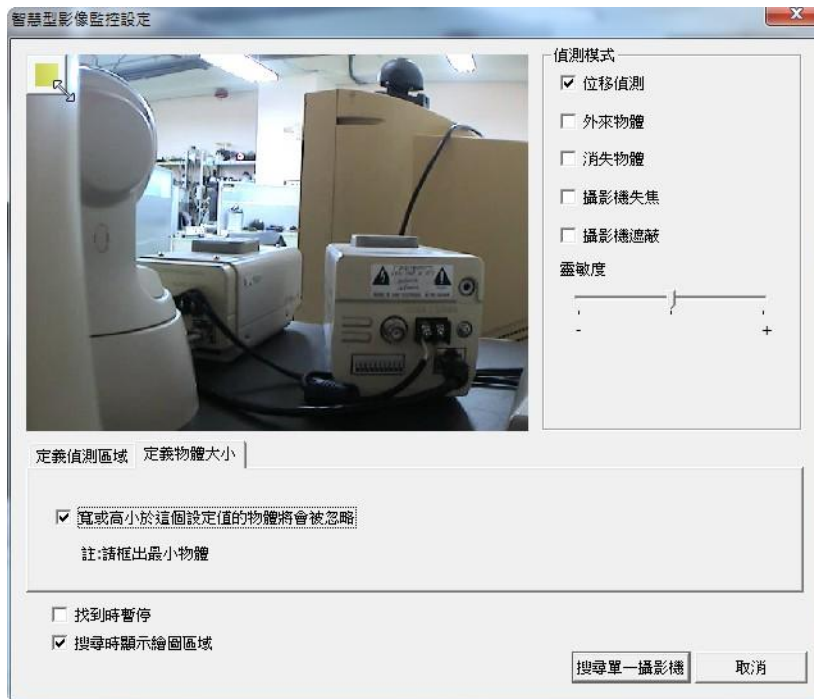 智慧型影像監控設定
偵測模式
位移偵測
外來物體
消失物體
攝影機失焦
攝影機遮蔽
靈敏度
- +
定義偵測區域 定義物體大小
寬或高小於這個設定值的物體將會被忽略
註:請框出最小物體
找到時暫停
搜尋時顯示繪圖區域
搜尋單一攝影機 取消